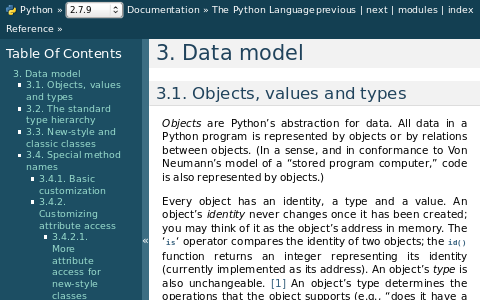 Python » 2.7.9 Documentation » The Python Language previous | next | modules | index
Reference »
Table Of Contents
3. Data model
3.1. Objects, values
and types
3.2. The standard
type hierarchy
3.3. New-style and
classic classes
3.4. Special method
names
3.4.1. Basic
customization
3.4.2.
Customizing
attribute access
3.4.2.1.
More
attribute
access for
new-style
classes
«
3. Data model
3.1. Objects, values and types
Objects are Python’s abstraction for data. All data in a
Python program is represented by objects or by relations
between objects. (In a sense, and in conformance to Von
Neumann’s model of a “stored program computer,” code
is also represented by objects.)
Every object has an identity, a type and a value. An
object’s identity never changes once it has been created;
you may think of it as the object’s address in memory. The
‘is’ operator compares the identity of two objects; the id()
function returns an integer representing its identity
(currently implemented as its address). An object’s type is
also unchangeable. [1] An object’s type determines the
operations that the object supports (e.g., “does it have a